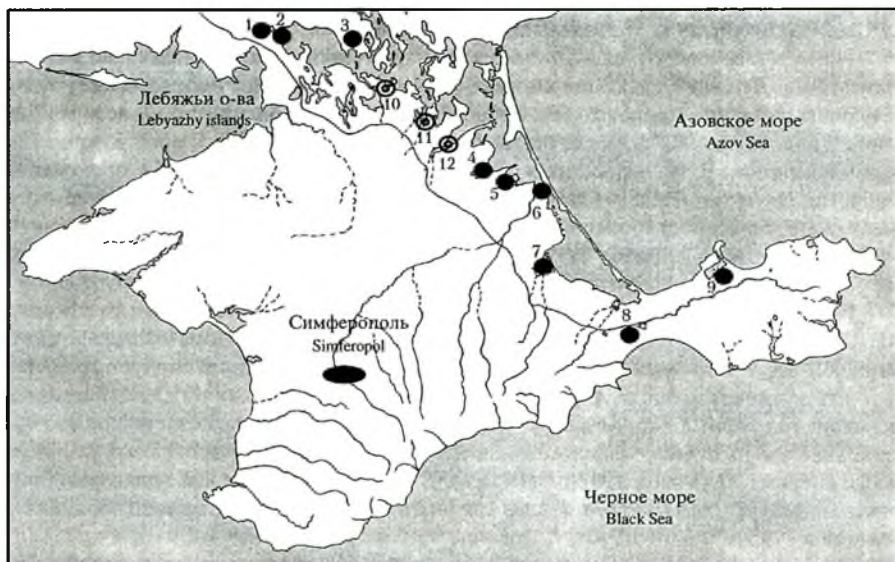 1
2
3
10
Лебяжьи о-ва
Lebyazhy islands
11
Азовское море
Azov Sea
12
4
5
6
7
9
8
Симферополь
Simferopol
Черное море
Black Sea